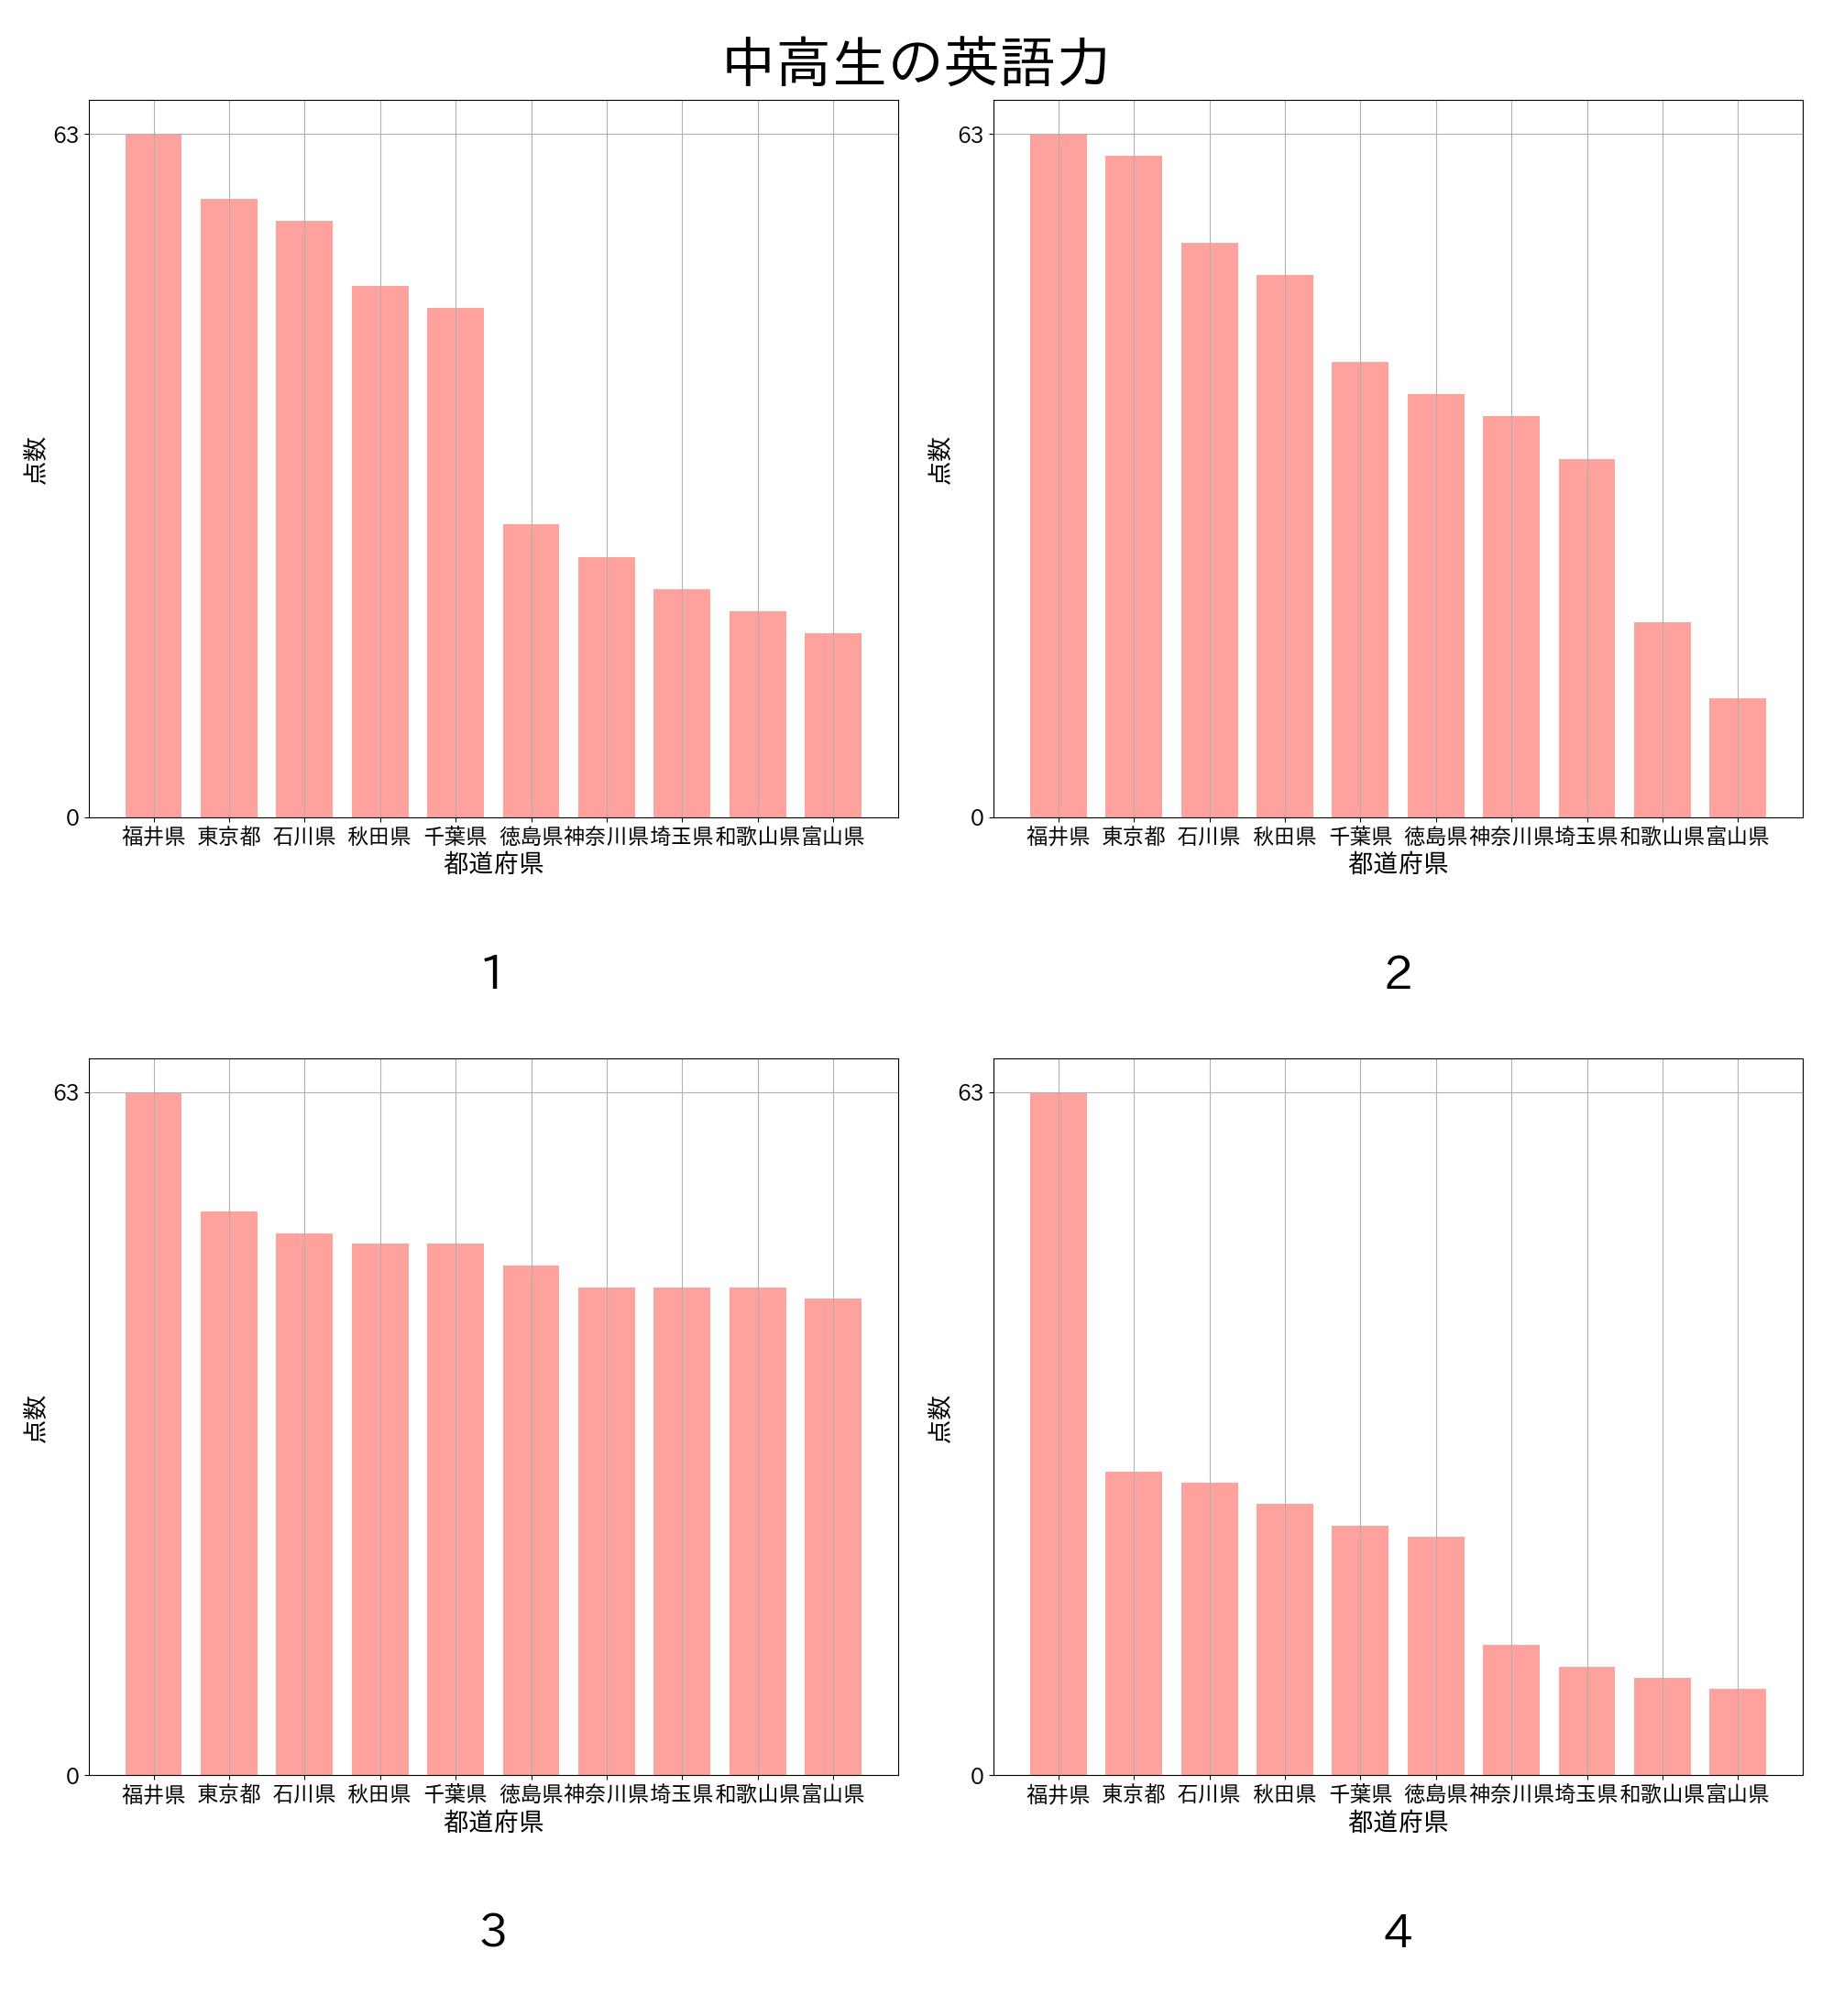 中高生の英語力
63
0
点数
福井県 東京都 石川県 秋田県 千葉県 徳島県 神奈川県 埼玉県 和歌山県 富山県
都道府県
1
63
0
点数
福井県 東京都 石川県 秋田県 千葉県 徳島県 神奈川県 埼玉県 和歌山県 富山県
都道府県
2
63
0
点数
福井県 東京都 石川県 秋田県 千葉県 徳島県 神奈川県 埼玉県 和歌山県 富山県
都道府県
3
63
0
点数
福井県 東京都 石川県 秋田県 千葉県 徳島県 神奈川県 埼玉県 和歌山県 富山県
都道府県
4